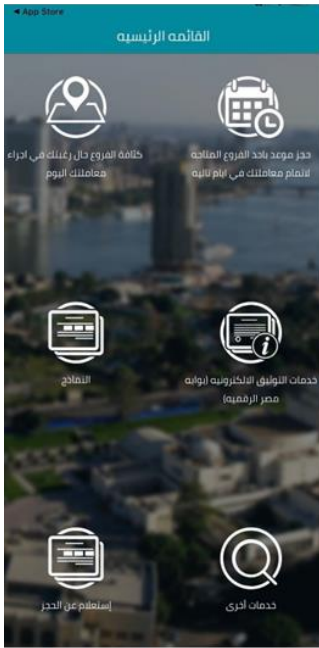 ◀ App Store
القائمه الرئيسيه
حجز موعد باحد الفروع المتاحه
لاتمام معاملتك في ايام تاليه
كثافة الفروع حال رغبتك في اجراء
معاملتك اليوم
خدمات التوثيق الالكترونيه (بوابه
مصر الرقميه)
النماذج
خدمات أخرى
إستعلام عن الحجز